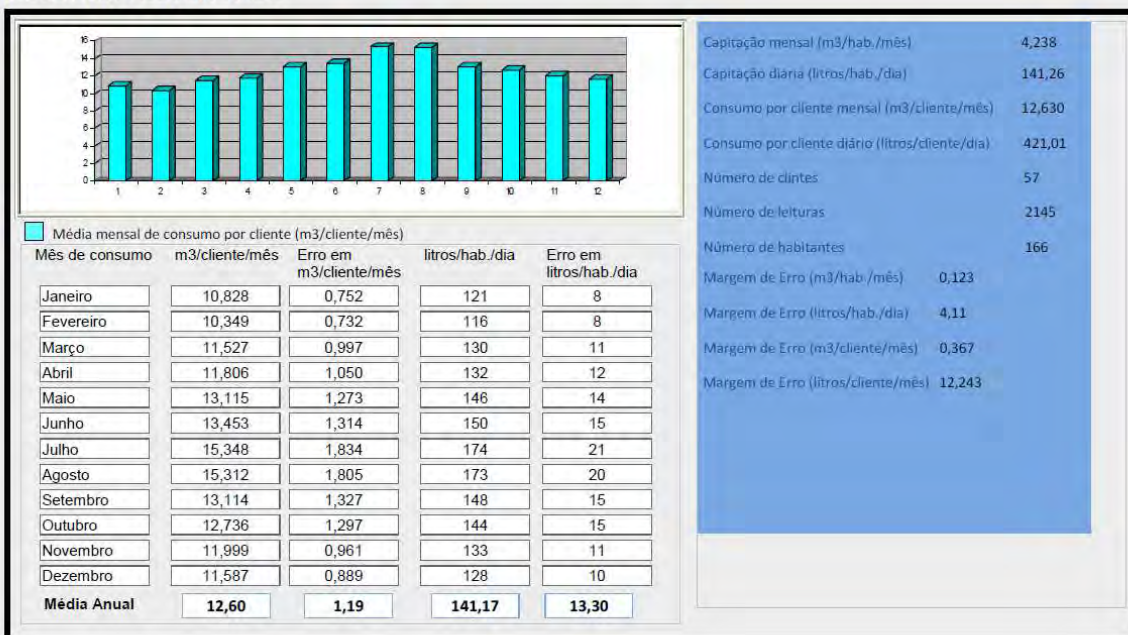 16
14
12
10
8
6
4
2
0
1 2 3 4 5 6 7 8 9 10 11 12
Média mensal de consumo por cliente (m3/cliente/mês)
Mês de consumo m3/cliente/mês Erro em m3/cliente/mês litros/hab./dia Erro em litros/hab./dia
Janeiro 10,828 0,752 121 8
Fevereiro 10,349 0,732 116 8
Março 11,527 0,997 130 11
Abril 11,806 1,050 132 12
Maio 13,115 1,273 146 14
Junho 13,453 1,314 150 15
Julho 15,348 1,834 174 21
Agosto 15,312 1,805 173 20
Setembro 13,114 1,327 148 15
Outubro 12,736 1,297 144 15
Novembro 11,999 0,961 133 11
Dezembro 11,587 0,889 128 10
Média Anual 12,60 1,19 141,17 13,30
Capitação mensal (m3/hab./mês) 4,238
Capitação diária (litros/hab./dia) 141,26
Consumo por cliente mensal (m3/cliente/mês) 12,630
Consumo por cliente diário (litros/cliente/dia) 421,01
Número de clintes 57
Número de leituras 2145
Número de habitantes 166
Margem de Erro (m3/hab./mês) 0,123
Margem de Erro (litros/hab./dia) 4,11
Margem de Erro (m3/cliente/mês) 0,367
Margem de Erro (litros/cliente/mês) 12,243